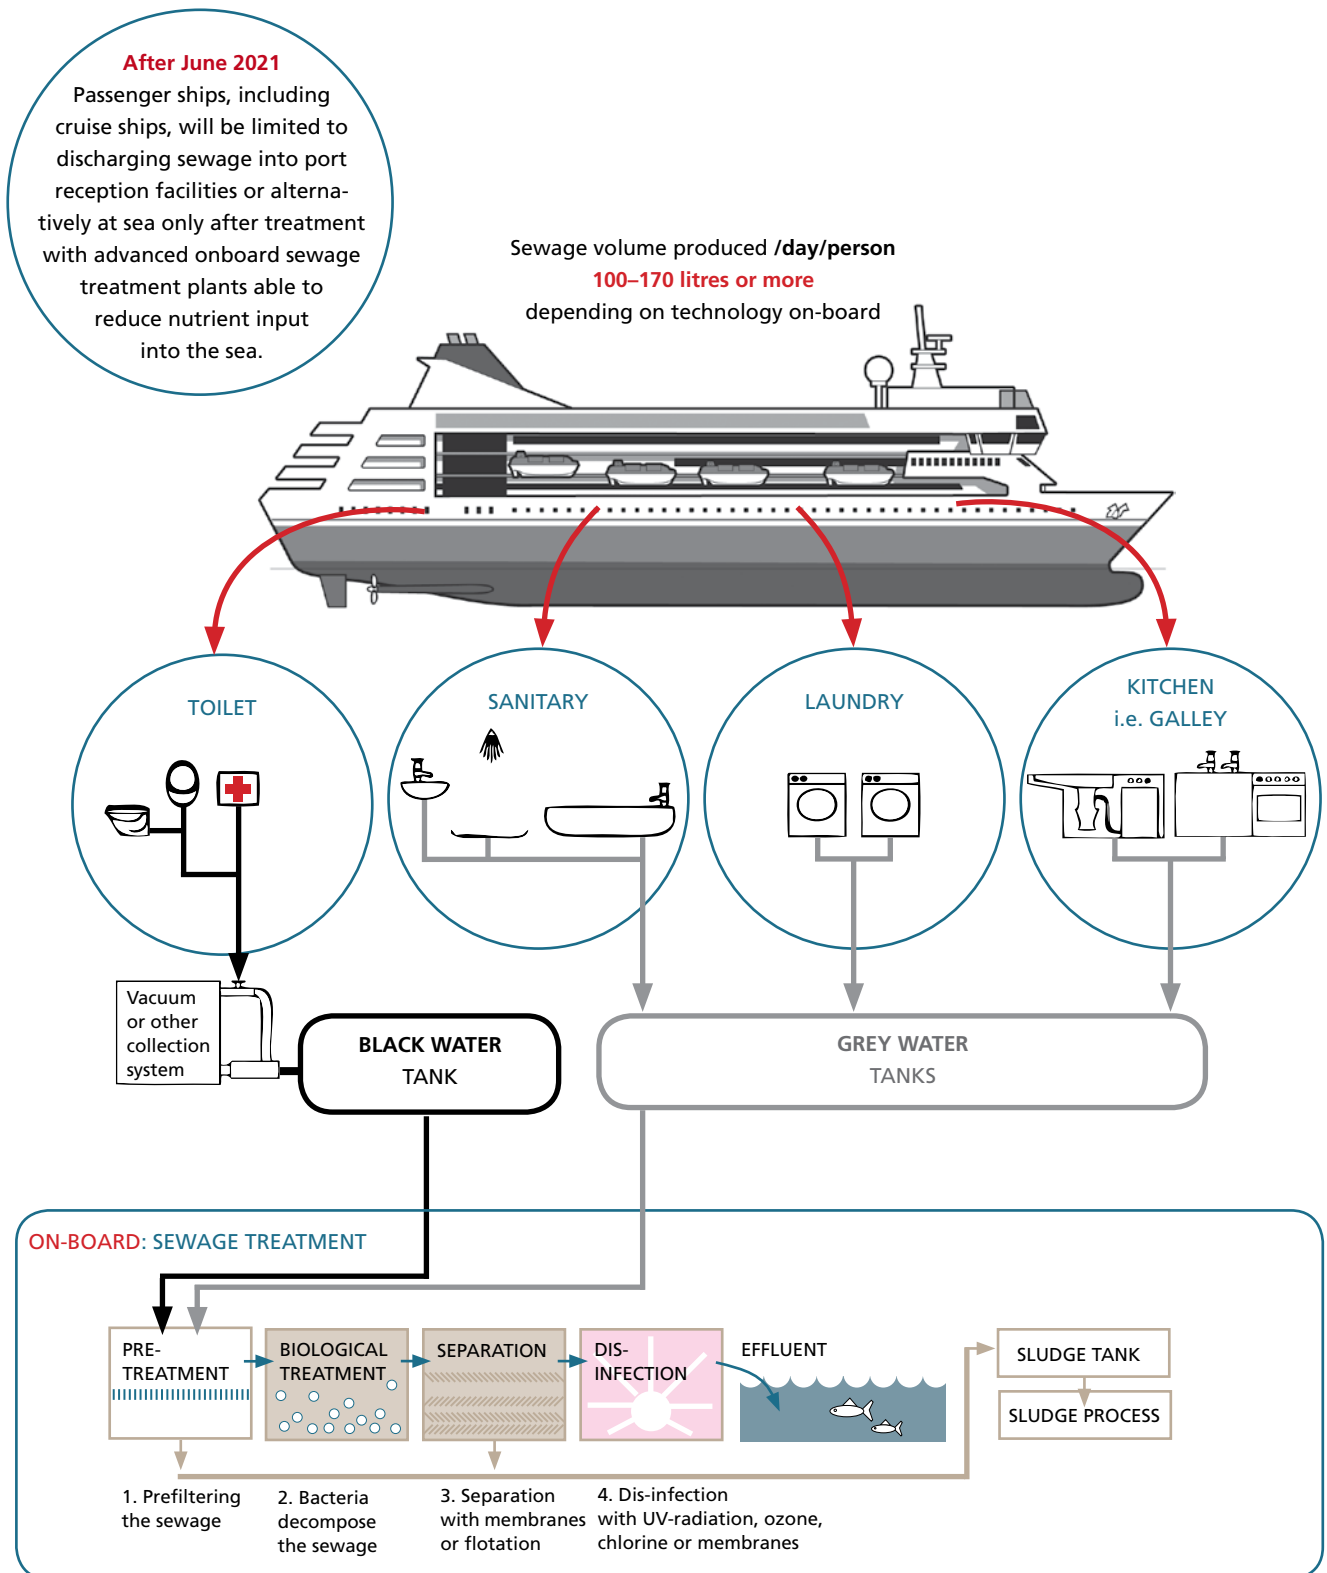 After June 2021
Passenger ships, including
cruise ships, will be limited to
discharging sewage into port
reception facilities or alterna-
tively at sea only after treatment
with advanced onboard sewage
treatment plants able to
reduce nutrient input
into the sea.
Sewage volume produced /day/person
100–170 litres or more
depending on technology on-board
TOILET
SANITARY
LAUNDRY
KITCHEN
i.e. GALLEY
Vacuum
or other
collection
system
BLACK WATER
TANK
GREY WATER
TANKS
ON-BOARD: SEWAGE TREATMENT
PRE-
TREATMENT
BIOLOGICAL
TREATMENT
SEPARATION
DIS-
INFECTION
EFFLUENT
SLUDGE TANK
SLUDGE PROCESS
1. Prefiltering
the sewage
2. Bacteria
decompose
the sewage
3. Separation
with membranes
or flotation
4. Dis-infection
with UV-radiation, ozone,
chlorine or membranes